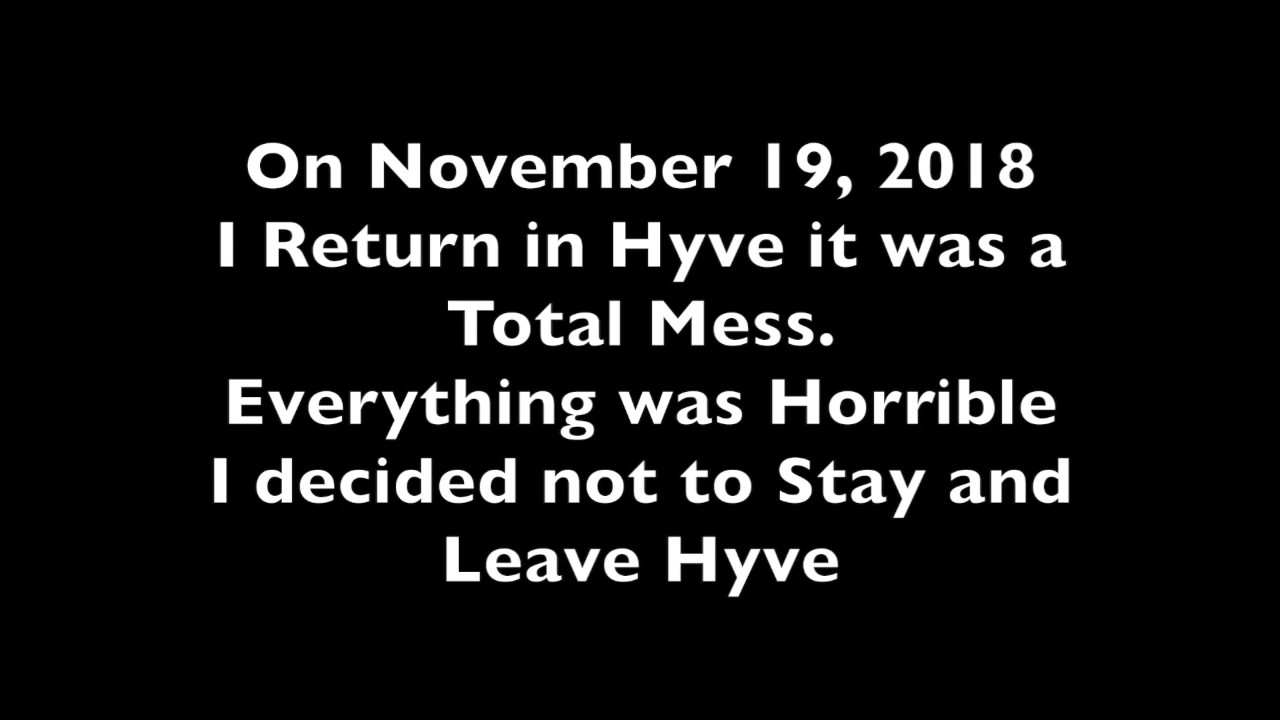 On November 19, 2018
I Return in Hyve it was a
Total Mess.
Everything was Horrible
I decided not to Stay and
Leave Hyve